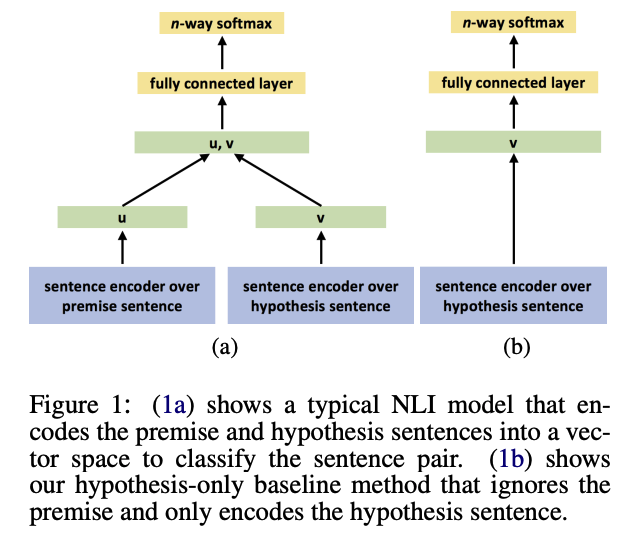 n-way softmax
fully connected layer
u, v
u
v
sentence encoder over
premise sentence
sentence encoder over
hypothesis sentence
(a)
n-way softmax
fully connected layer
v
sentence encoder over
hypothesis sentence
(b)
Figure 1: (1a) shows a typical NLI model that en-
codes the premise and hypothesis sentences into a vec-
tor space to classify the sentence pair. (1b) shows
our hypothesis-only baseline method that ignores the
premise and only encodes the hypothesis sentence.